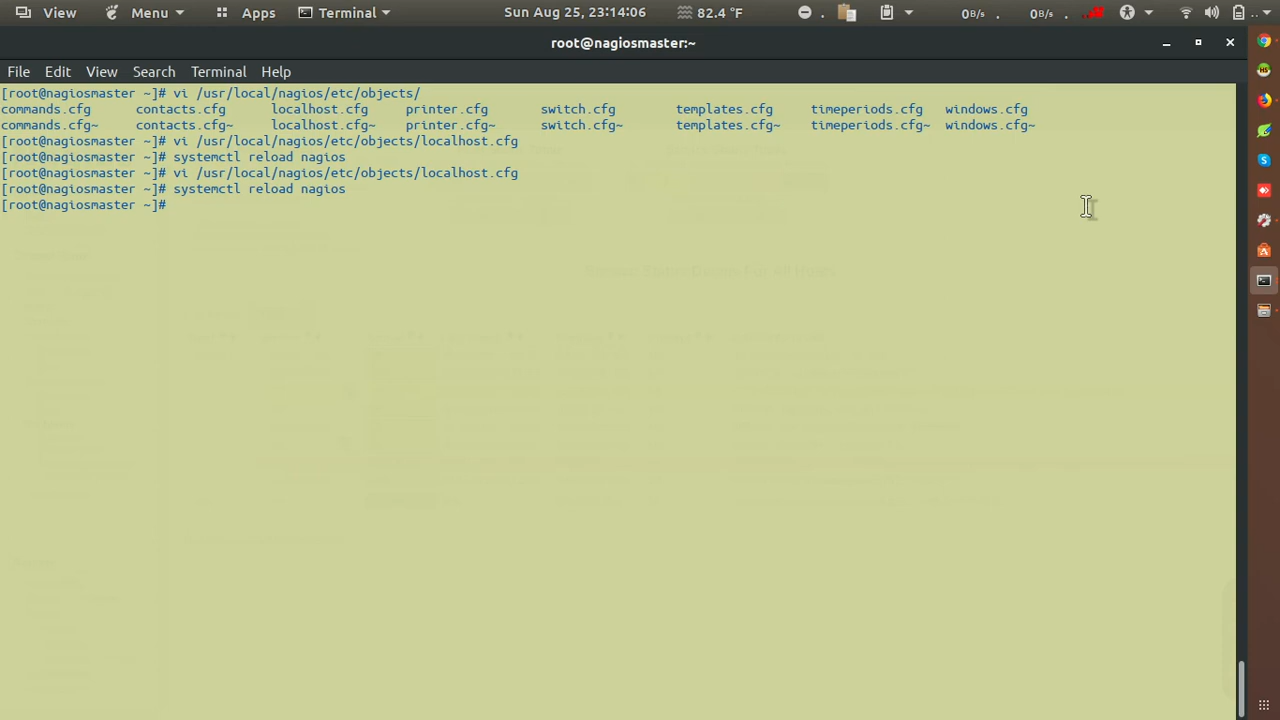 View Menu Apps Terminal Sun Aug 25, 23:14:06 82.4 °F 0B/s 0B/s
root@nagiosmaster:~
File Edit View Search Terminal Help
[root@nagiosmaster ~]# vi /usr/local/nagios/etc/objects/
commands.cfg contacts.cfg localhost.cfg printer.cfg switch.cfg templates.cfg timeperiods.cfg windows.cfg
commands.cfg~ contacts.cfg~ localhost.cfg~ printer.cfg~ switch.cfg~ templates.cfg~ timeperiods.cfg~ windows.cfg~
[root@nagiosmaster ~]# vi /usr/local/nagios/etc/objects/localhost.cfg
[root@nagiosmaster ~]# systemctl reload nagios
[root@nagiosmaster ~]# vi /usr/local/nagios/etc/objects/localhost.cfg
[root@nagiosmaster ~]# systemctl reload nagios
[root@nagiosmaster ~]#